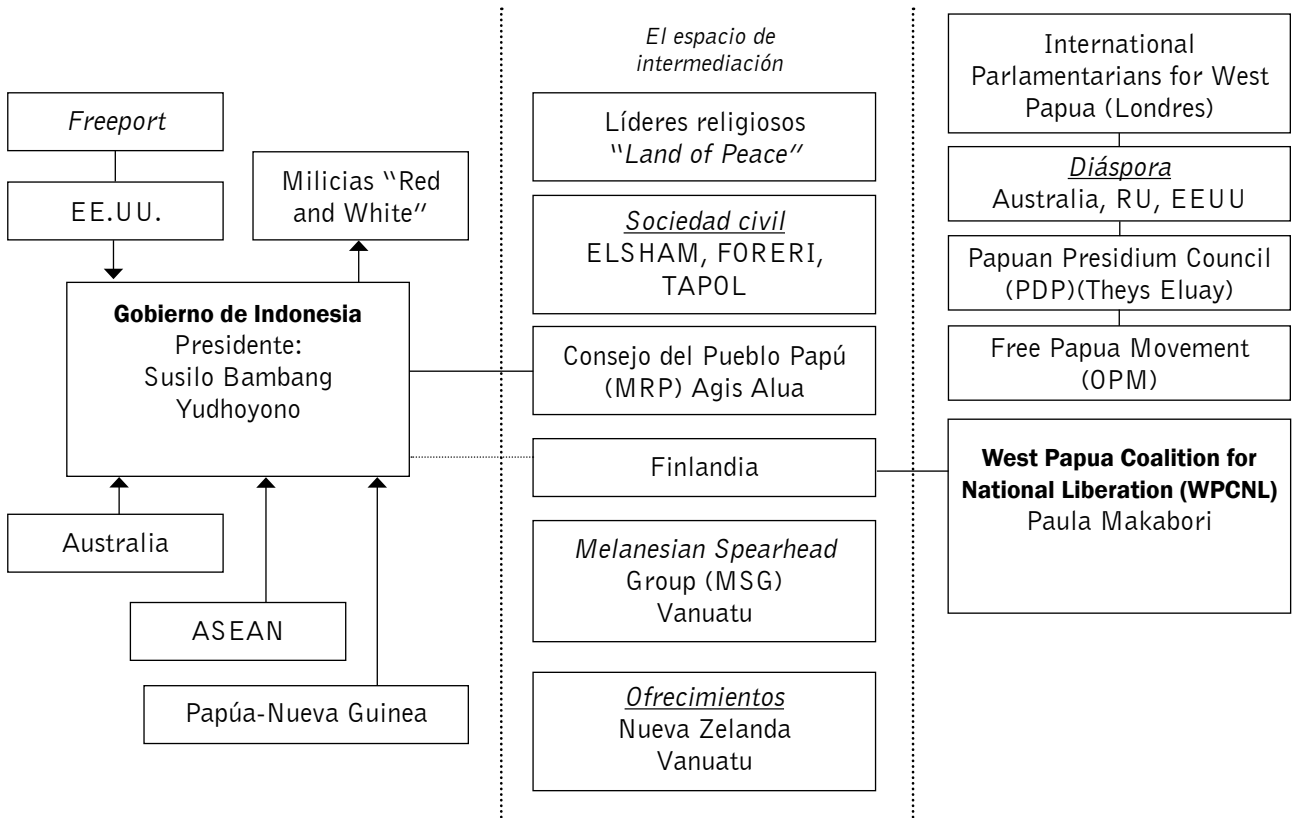 Freeport
EE.UU.
Milicias “Red
and White”
Gobierno de Indonesia
Presidente:
Susilo Bambang
Yudhoyono
Australia
ASEAN
Papúa-Nueva Guinea
El espacio de
intermediación
Líderes religiosos
“Land of Peace”
Sociedad civil
ELSHAM, FORERI,
TAPOL
Consejo del Pueblo Papú
(MRP) Agis Alua
Finlandia
Melanesian Spearhead
Group (MSG)
Vanuatu
Ofrecimientos
Nueva Zelanda
Vanuatu
International
Parlamentarians for West
Papua (Londres)
Diáspora
Australia, RU, EEUU
Papuan Presidium Council
(PDP)(Theys Eluay)
Free Papua Movement
(OPM)
West Papua Coalition for
National Liberation (WPCNL)
Paula Makabori